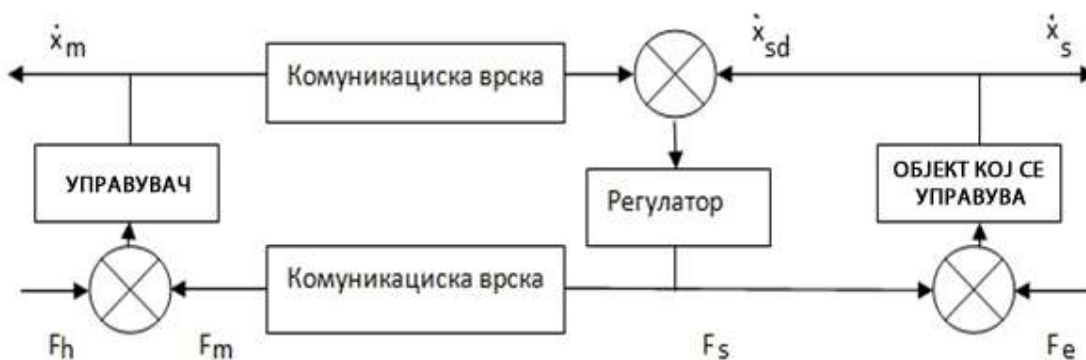 ẋm
ẋsd
ẋs
Комуникациска врска
УПРАВУВАЧ
Регулатор
ОБЈЕКТ КОЈ СЕ
УПРАВУВА
Комуникациска врска
Fh
Fm
Fs
Fe